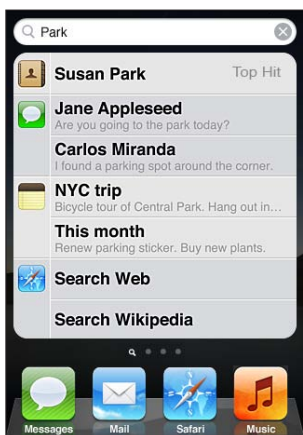 Park
Susan Park Top Hit
Jane Appleseed
Are you going to the park today?
Carlos Miranda
I found a parking spot around the corner.
NYC trip
Bicycle tour of Central Park. Hang out in...
This month
Renew parking sticker. Buy new plants.
Search Web
Search Wikipedia
Messages Mail Safari Music